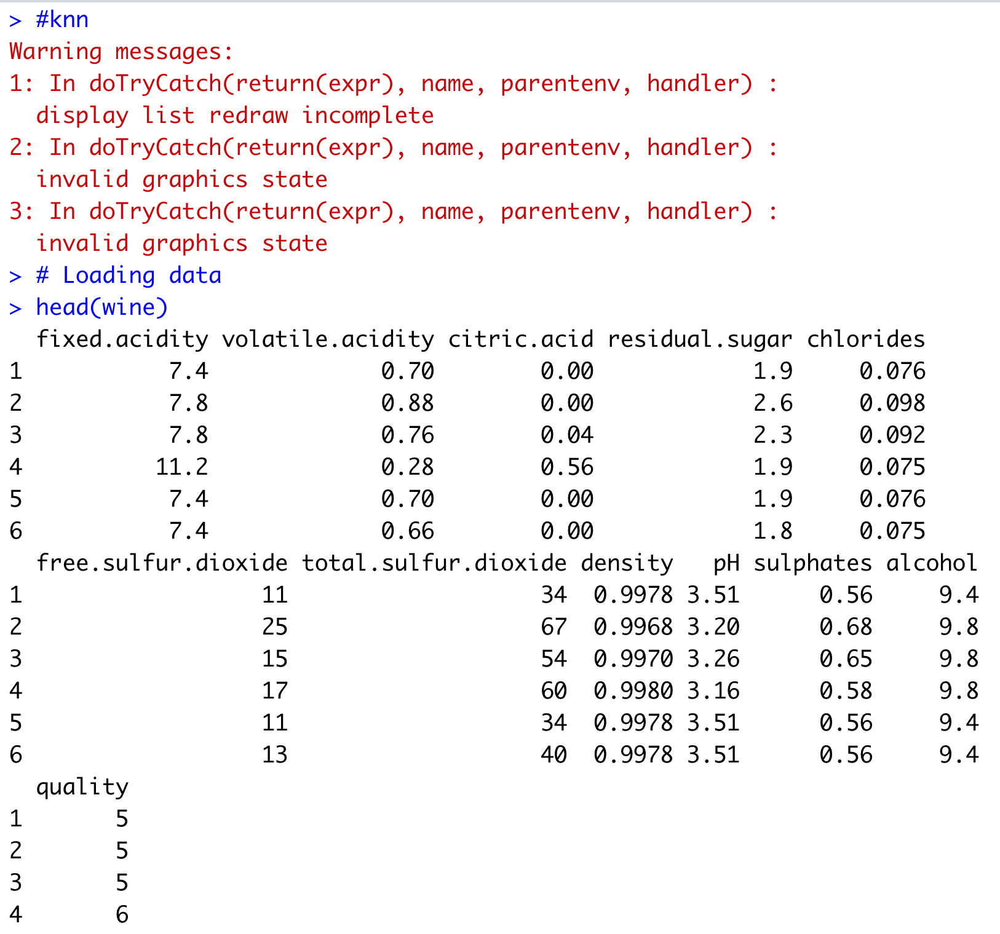 > #knn
Warning messages:
1: In doTryCatch(return(expr), name, parentenv, handler) :
  display list redraw incomplete
2: In doTryCatch(return(expr), name, parentenv, handler) :
  invalid graphics state
3: In doTryCatch(return(expr), name, parentenv, handler) :
  invalid graphics state
> # Loading data
> head(wine)
  fixed.acidity volatile.acidity citric.acid residual.sugar chlorides
1           7.4             0.70        0.00            1.9     0.076
2           7.8             0.88        0.00            2.6     0.098
3           7.8             0.76        0.04            2.3     0.092
4          11.2             0.28        0.56            1.9     0.075
5           7.4             0.70        0.00            1.9     0.076
6           7.4             0.66        0.00            1.8     0.075
  free.sulfur.dioxide total.sulfur.dioxide density   pH sulphates alcohol
1                  11                   34  0.9978 3.51      0.56     9.4
2                  25                   67  0.9968 3.20      0.68     9.8
3                  15                   54  0.9970 3.26      0.65     9.8
4                  17                   60  0.9980 3.16      0.58     9.8
5                  11                   34  0.9978 3.51      0.56     9.4
6                  13                   40  0.9978 3.51      0.56     9.4
  quality
1       5
2       5
3       5
4       6